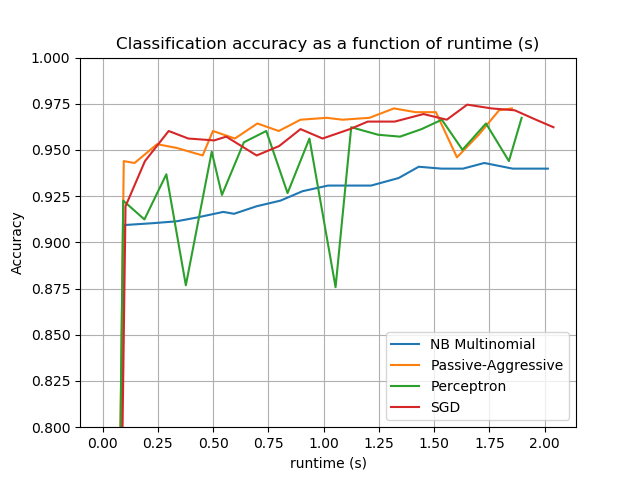 Classification accuracy as a function of runtime (s)
1.000
0.975
0.950
0.925
0.900
0.875
0.850
0.825
0.800
Accuracy
0.00 0.25 0.50 0.75 1.00 1.25 1.50 1.75 2.00
runtime (s)
NB Multinomial
Passive-Aggressive
Perceptron
SGD